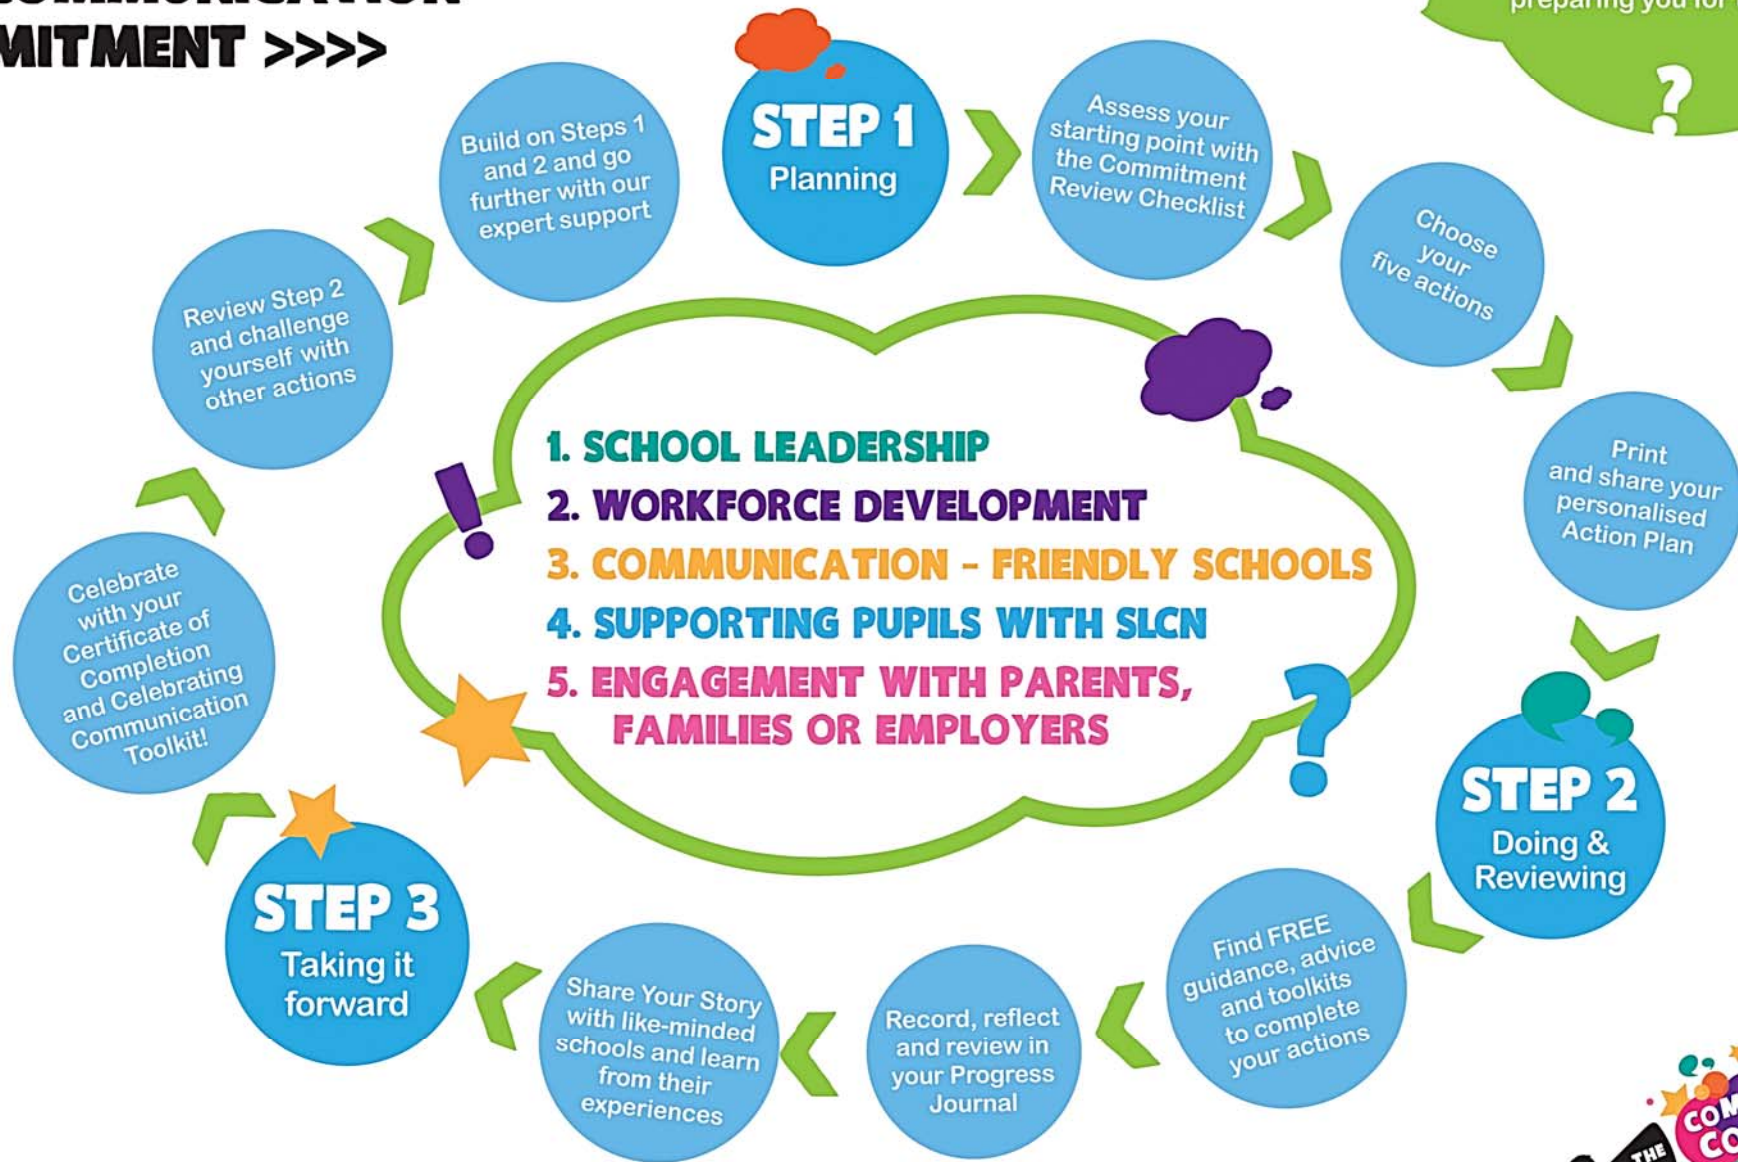 MITMENT >>>>
preparing you for
?
STEP 1
Planning
Assess your
starting point with
the Commitment
Review Checklist
Choose
your
five actions
Print
and share your
personalised
Action Plan
STEP 2
Doing &
Reviewing
Find FREE
guidance, advice
and toolkits
to complete
your actions
Record, reflect
and review in
your Progress
Journal
Share Your Story
with like-minded
schools and learn
from their
experiences
STEP 3
Taking it
forward
Celebrate
with your
Certificate of
Completion
and Celebrating
Communication
Toolkit!
Review Step 2
and challenge
yourself with
other actions
Build on Steps 1
and 2 and go
further with our
expert support
!
1. SCHOOL LEADERSHIP
2. WORKFORCE DEVELOPMENT
3. COMMUNICATION - FRIENDLY SCHOOLS
4. SUPPORTING PUPILS WITH SLCN
5. ENGAGEMENT WITH PARENTS,
FAMILIES OR EMPLOYERS
?
THE
COM
CO